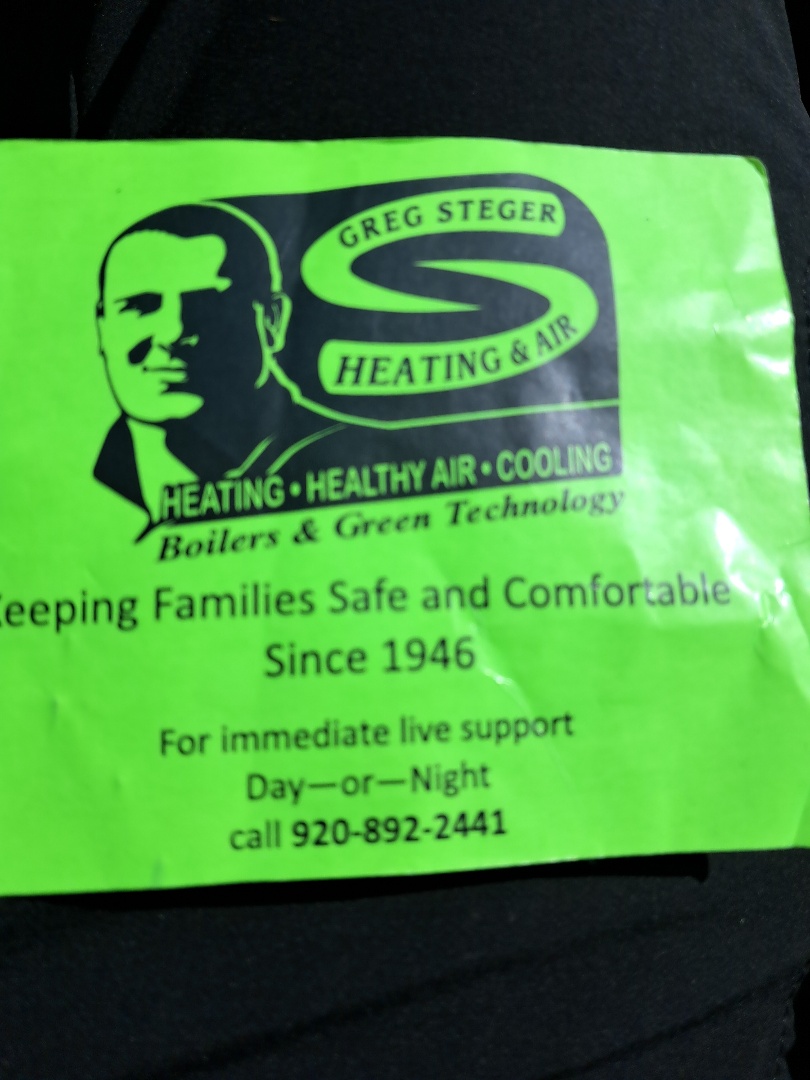 GREG STEGER
HEATING & AIR
HEATING • HEALTHY AIR • COOLING
Boilers & Green Technology
Keeping Families Safe and Comfortable
Since 1946
For immediate live support
Day—or—Night
call 920-892-2441